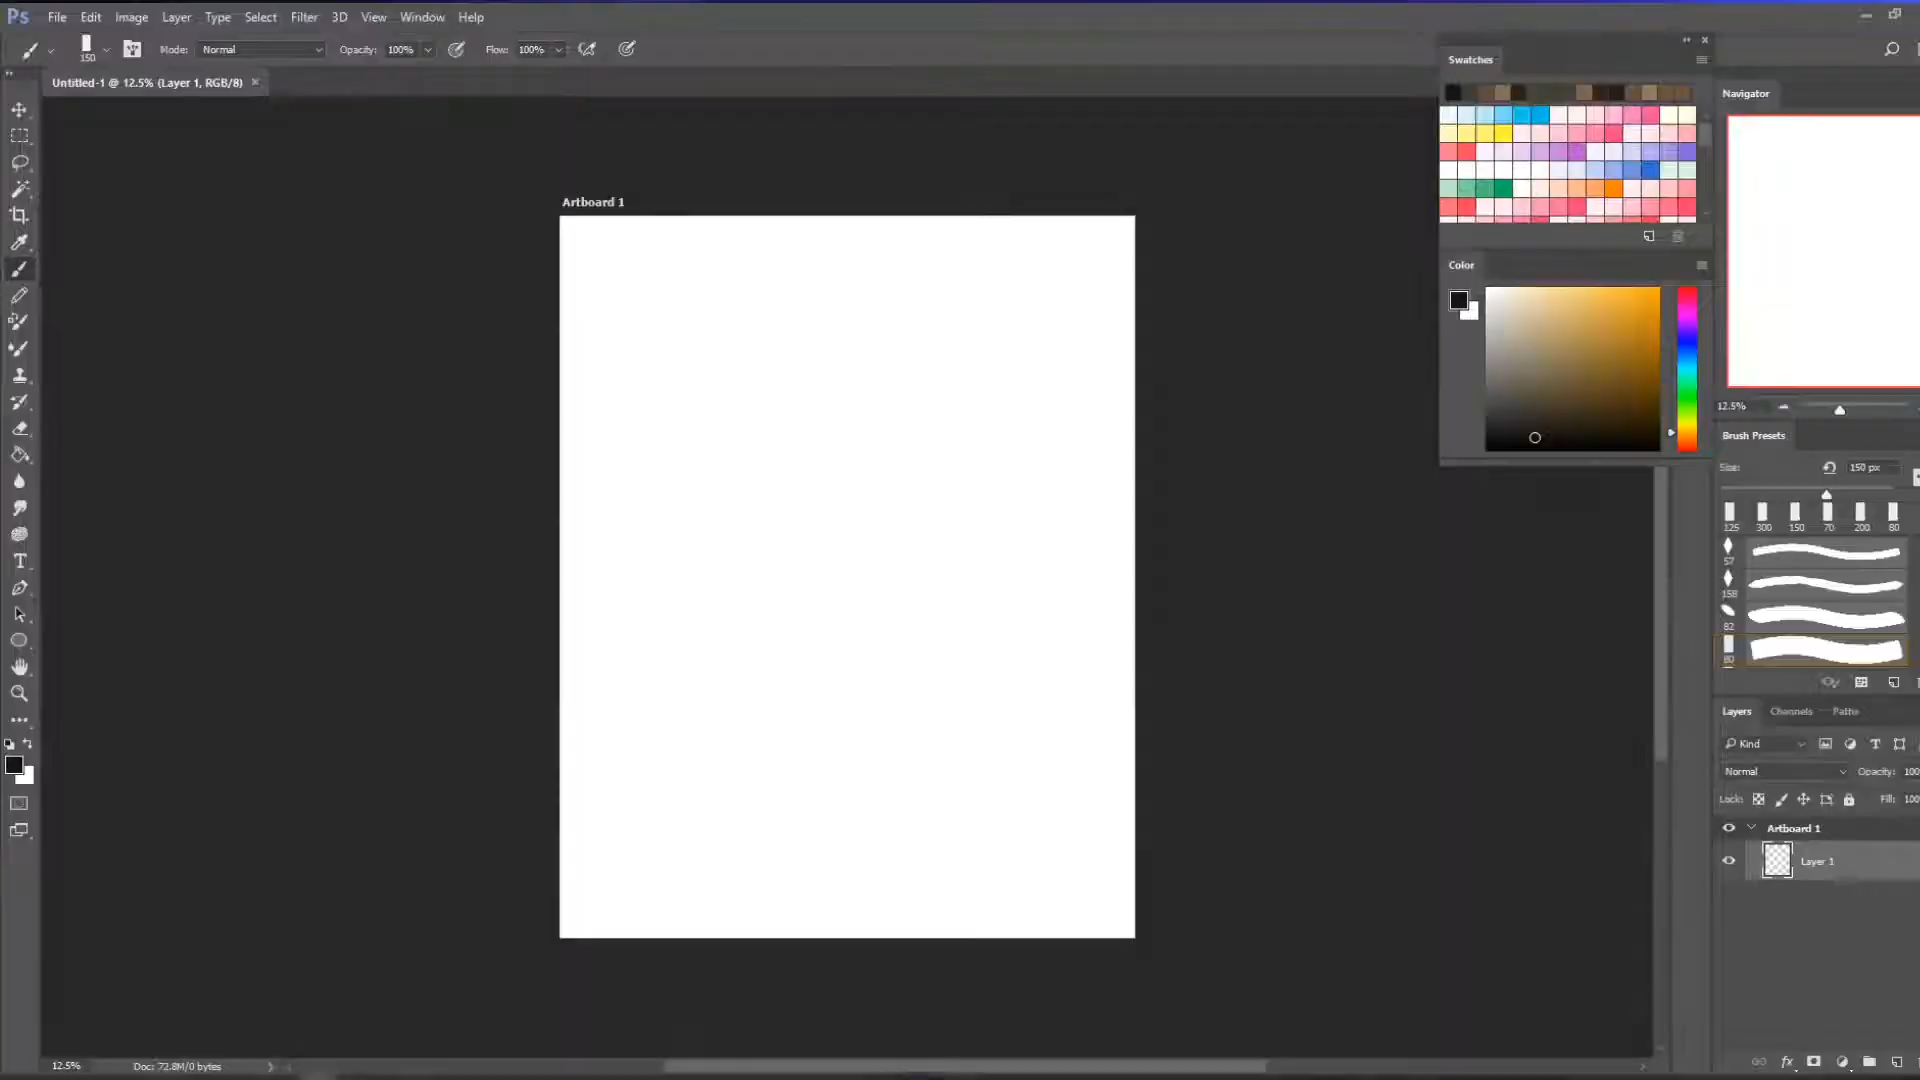 Ps File Edit Image Layer Type Select Filter 3D View Window Help
150 Mode: Normal Opacity: 100% Flow: 100%
Untitled-1 @ 12.5% (Layer 1, RGB/8)
Swatches
Navigator
Artboard 1
Color
12.5%
Brush Presets
Size: 150 px
125 300 150 70 200 80
57
158
82
80
Layers Channels Paths
Kind
Normal Opacity: 100
Lock: Fill: 100
Artboard 1
Layer 1
12.5% Doc: 72.8M/0 bytes